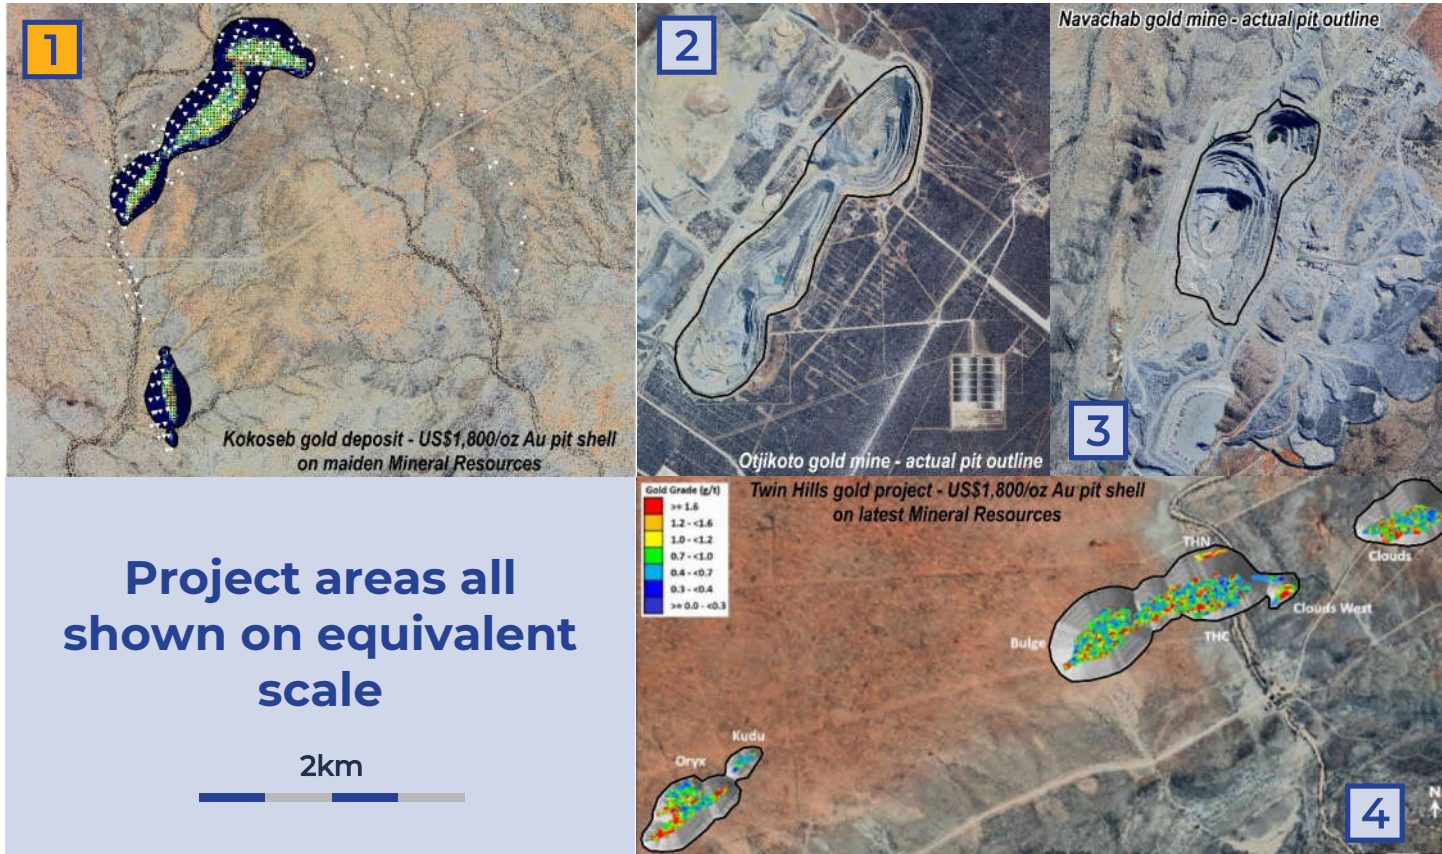 1
Kokoseb gold deposit - US$1,800/oz Au pit shell
on maiden Mineral Resources
2
Otjikoto gold mine - actual pit outline
Navachab gold mine - actual pit outline
3
Project areas all
shown on equivalent
scale
2km
Gold Grade (g/t)
>= 1.6
1.2 - <1.6
1.0 - <1.2
0.7 - <1.0
0.4 - <0.7
0.3 - <0.4
>= 0.0 - <0.3
Twin Hills gold project - US$1,800/oz Au pit shell
on latest Mineral Resources
THN
Clouds
Clouds West
THC
Bulge
Kudu
Oryx
N
4